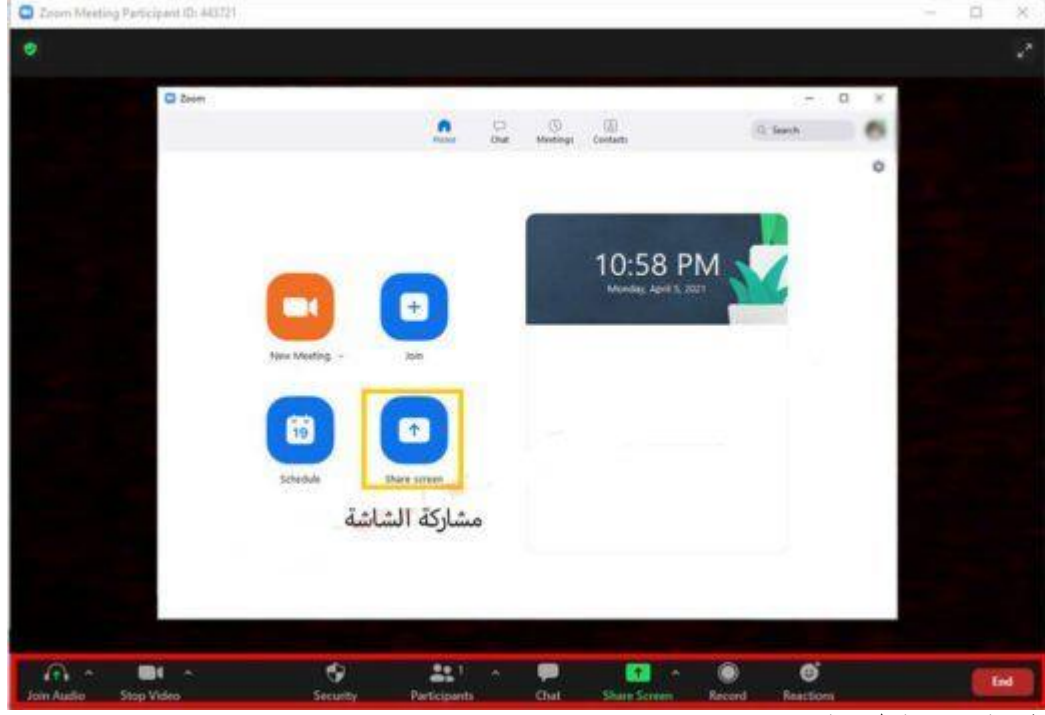 Zoom Meeting Participant ID: 443721
Zoom
Home Chat Meetings Contacts
Search
10:58 PM
Monday, April 5, 2021
New Meeting Join
19
Schedule Share screen
مشاركة الشاشة
1
Join Audio Stop Video Security Participants Chat Share Screen Record Reactions End